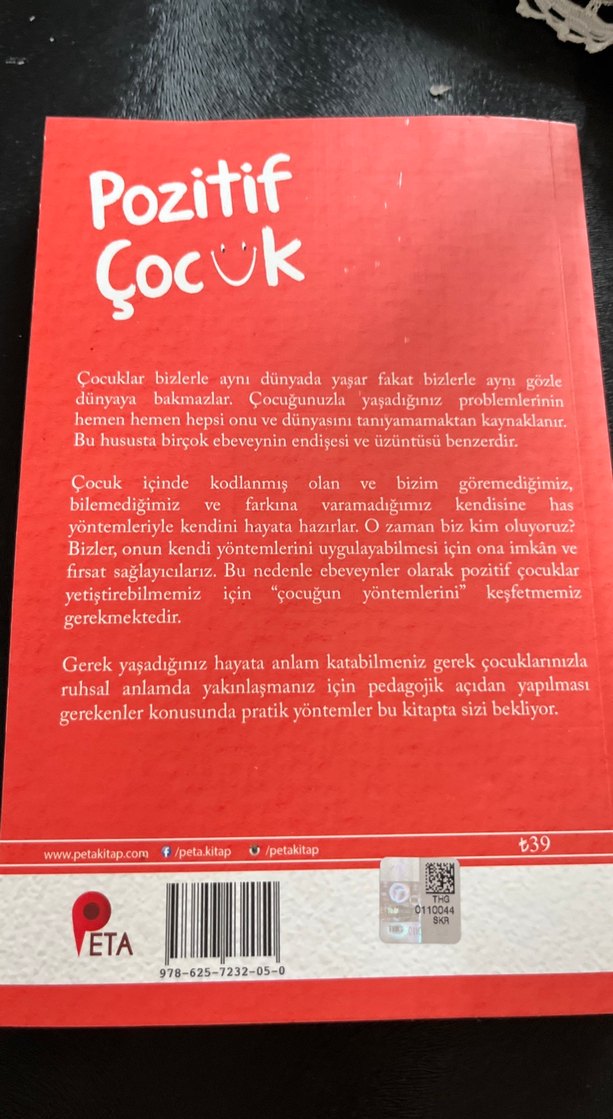 Pozitif
Çocuk
Çocuklar bizlerle aynı dünyada yaşar fakat bizlerle aynı gözle
dünyaya bakmazlar. Çocuğunuzla yaşadığınız problemlerinin
hemen hemen hepsi onu ve dünyasını tanıyamamaktan kaynaklanır.
Bu hususta birçok ebeveynin endişesi ve üzüntüsü benzerdir.
Çocuk içinde kodlanmış olan ve bizim göremediğimiz,
bilemediğimiz ve farkına varamadığımız kendisine has
yöntemleriyle kendini hayata hazırlar. O zaman biz kim oluyoruz?
Bizler, onun kendi yöntemlerini uygulayabilmesi için ona imkân ve
fırsat sağlayıcılarız. Bu nedenle ebeveynler olarak pozitif çocuklar
yetiştirebilmemiz için “çocuğun yöntemlerini” keşfetmemiz
gerekmektedir.
Gerek yaşadığınız hayata anlam katabilmeniz gerek çocuklarınızla
ruhsal anlamda yakınlaşmanız için pedagojik açıdan yapılması
gerekenler konusunda pratik yöntemler bu kitapta sizi bekliyor.
www.petakitap.com /peta.kitap /petakitap ₺39
PETA
978-625-7232-05-0
THG
0110044
SKR